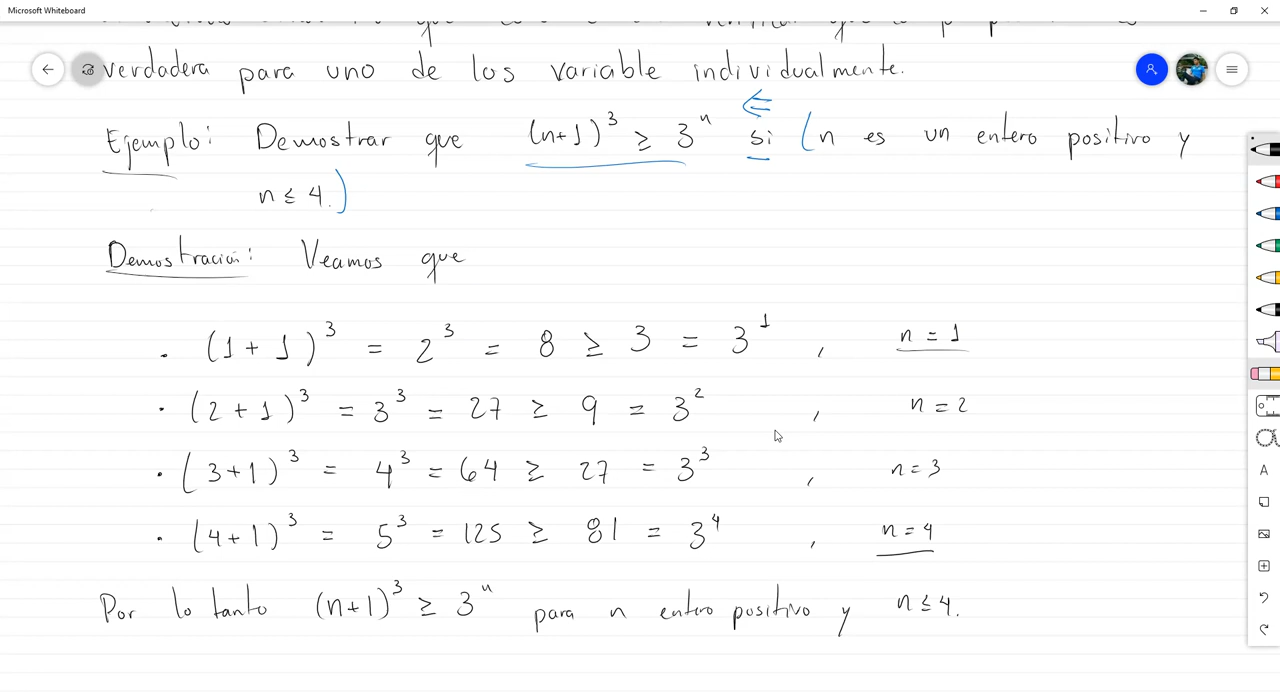 Microsoft Whiteboard
verdadera para uno de los variable individualmente.
Ejemplo: Demostrar que (n+1)³ ≥ 3ⁿ si (n es un entero positivo y
n ≤ 4.)
Demostración: Veamos que
· (1+1)³ = 2³ = 8 ≥ 3 = 3¹ , n = 1
· (2+1)³ = 3³ = 27 ≥ 9 = 3² , n = 2
· (3+1)³ = 4³ = 64 ≥ 27 = 3³ , n = 3
· (4+1)³ = 5³ = 125 ≥ 81 = 3⁴ , n = 4
Por lo tanto (n+1)³ ≥ 3ⁿ para n entero positivo y n ≤ 4.